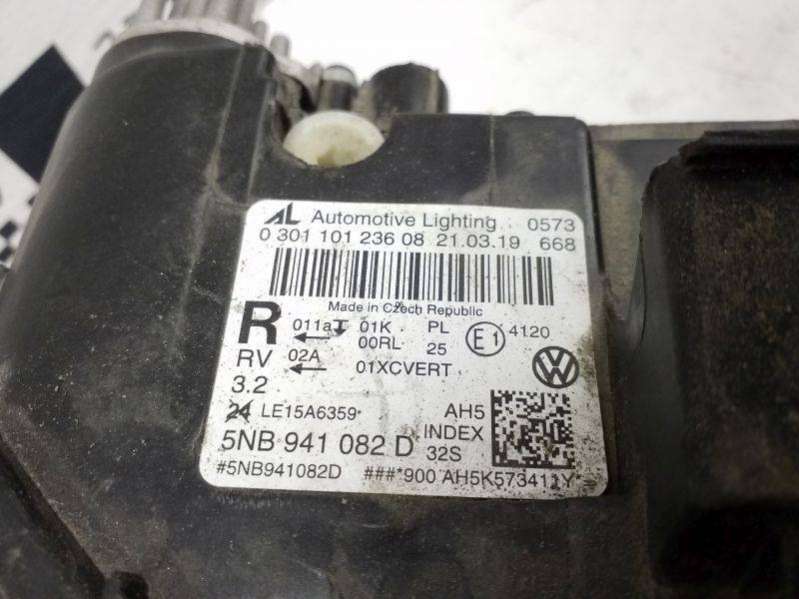 AL Automotive Lighting 0573
0 301 101 236 08 21.03.19 668
Made in Czech Republic
R 011aT 01K PL E1 4120
00RL 25
RV 02A 01XCVERT
3.2
24 LE15A6359* AH5
5NB 941 082 D INDEX
32S
#5NB941082D ###*900 AH5K573411Y*